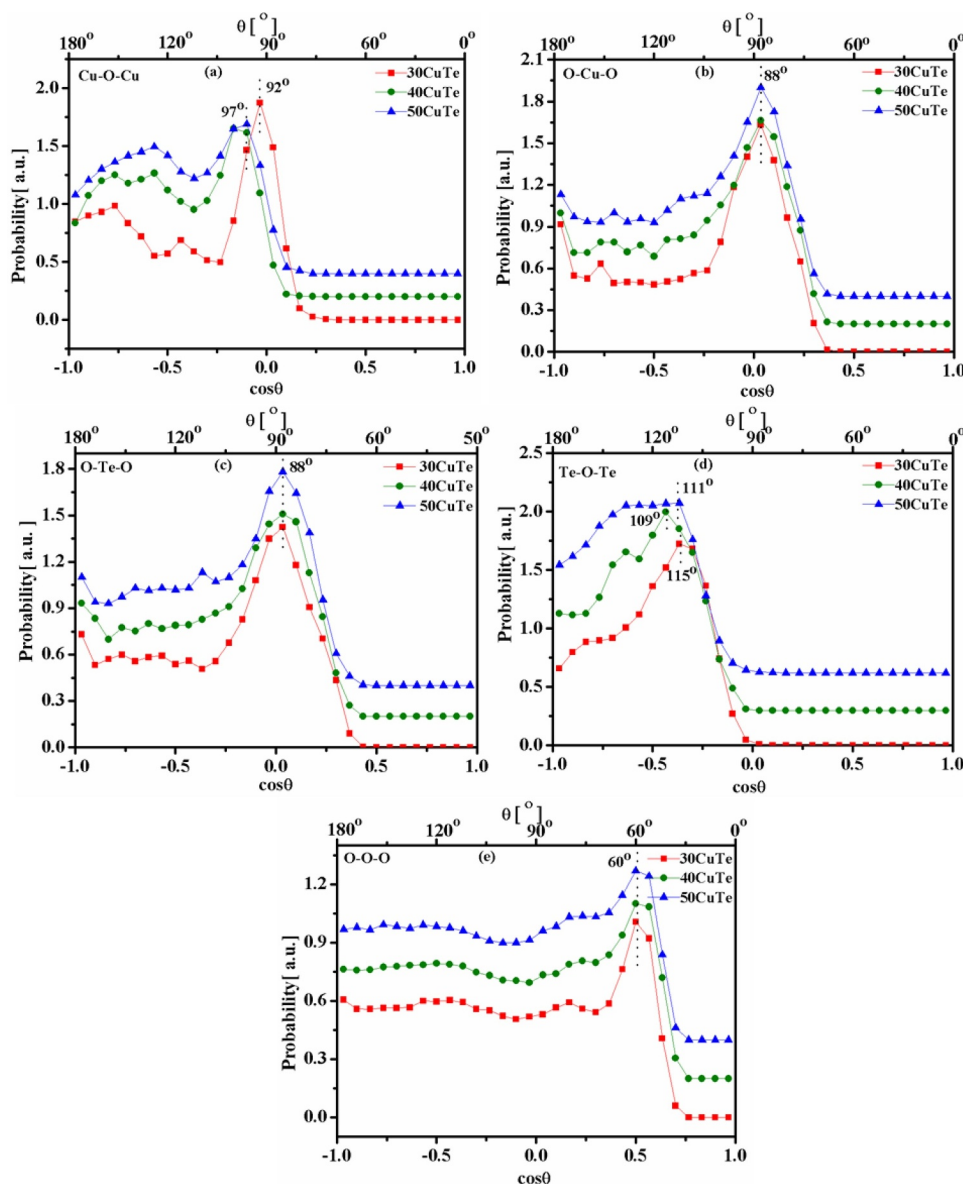 θ [°]
180° 120° 90° 60° 0°
Cu-O-Cu (a)
30CuTe
40CuTe
50CuTe
92°
97°
Probability[ a.u.]
2.0
1.5
1.0
0.5
0.0
-1.0 -0.5 0.0 0.5 1.0
cosθ
θ [°]
180° 120° 90° 60° 0°
O-Cu-O (b)
30CuTe
40CuTe
50CuTe
88°
Probability [a.u.]
2.1
1.8
1.5
1.2
0.9
0.6
0.3
0.0
-1.0 -0.5 0.0 0.5 1.0
cosθ
θ [°]
180° 120° 90° 60° 50°
O-Te-O (c)
30CuTe
40CuTe
50CuTe
88°
Probability[ a.u.]
1.8
1.5
1.2
0.9
0.6
0.3
0.0
-1.0 -0.5 0.0 0.5 1.0
cosθ
θ [°]
180° 120° 90° 60° 0°
Te-O-Te (d)
30CuTe
40CuTe
50CuTe
111°
109°
115°
Probability[ a.u.]
2.5
2.0
1.5
1.0
0.5
0.0
-1.0 -0.5 0.0 0.5 1.0
cosθ
θ [°]
180° 120° 90° 60° 0°
O-O-O (e)
30CuTe
40CuTe
50CuTe
60°
Probability[ a.u.]
1.2
0.9
0.6
0.3
0.0
-1.0 -0.5 0.0 0.5 1.0
cosθ